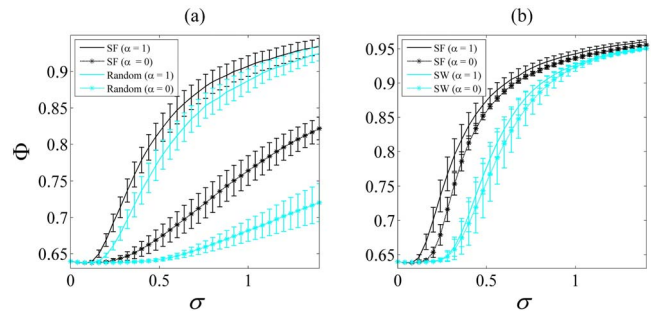 (a)
SF (α = 1)
SF (α = 0)
Random (α = 1)
Random (α = 0)
0.9
0.85
0.8
0.75
0.7
0.65
Φ
0
0.5
1
σ
(b)
SF (α = 1)
SF (α = 0)
SW (α = 1)
SW (α = 0)
0.95
0.9
0.85
0.8
0.75
0.7
0.65
0
0.5
1
σ